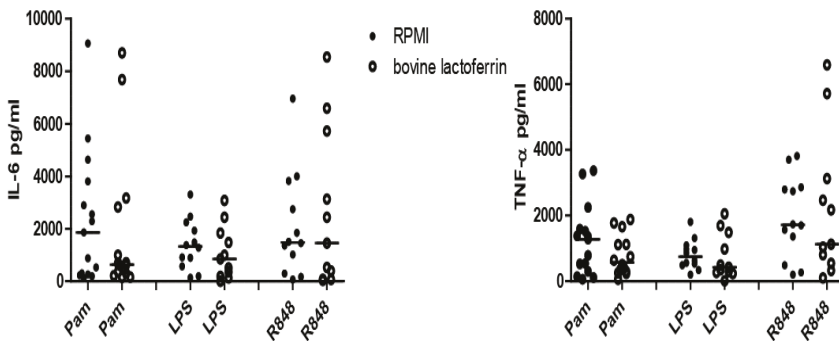 10000
8000
6000
4000
2000
0
IL-6 pg/ml
Pam
Pam
LPS
LPS
R848
R848
RPMI
bovine lactoferrin
8000
6000
4000
2000
0
TNF-α pg/ml
Pam
Pam
LPS
LPS
R848
R848